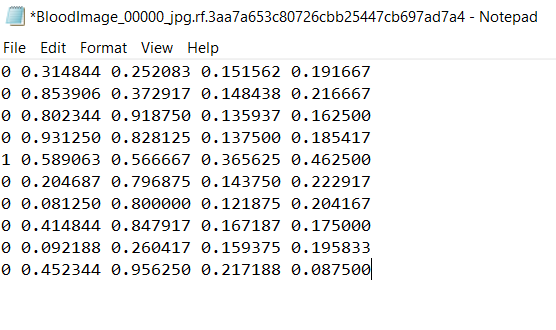 *BloodImage_00000_jpg.rf.3aa7a653c80726cbb25447cb697ad7a4 - Notepad
File Edit Format View Help
0 0.314844 0.252083 0.151562 0.191667
0 0.853906 0.372917 0.148438 0.216667
0 0.802344 0.918750 0.135937 0.162500
0 0.931250 0.828125 0.137500 0.185417
1 0.589063 0.566667 0.365625 0.462500
0 0.204687 0.796875 0.143750 0.222917
0 0.081250 0.800000 0.121875 0.204167
0 0.414844 0.847917 0.167187 0.175000
0 0.092188 0.260417 0.159375 0.195833
0 0.452344 0.956250 0.217188 0.087500